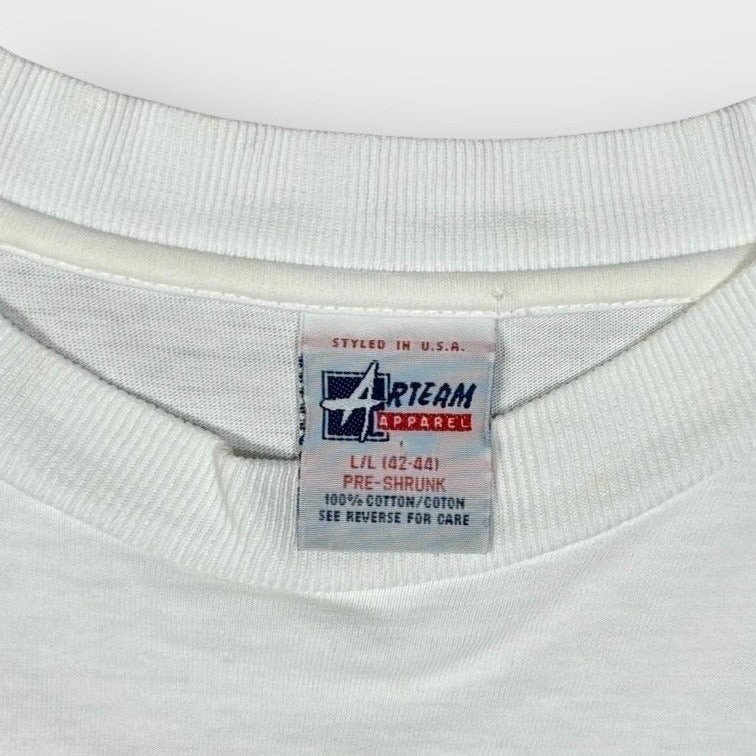 STYLED IN U.S.A.
ARTEAM
APPAREL
L/L (42-44)
PRE-SHRUNK
100% COTTON/COTON
SEE REVERSE FOR CARE